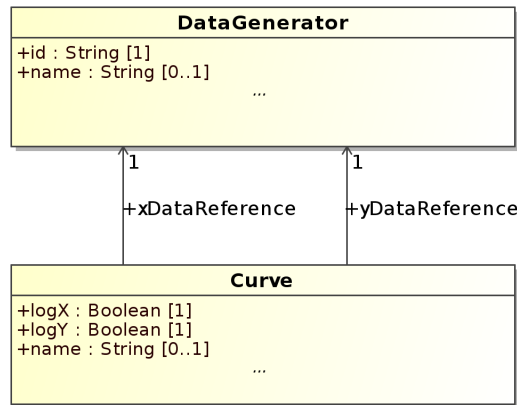 DataGenerator
+id : String [1]
+name : String [0..1]
...
1
1
+xDataReference
+yDataReference
Curve
+logX : Boolean [1]
+logY : Boolean [1]
+name : String [0..1]
...